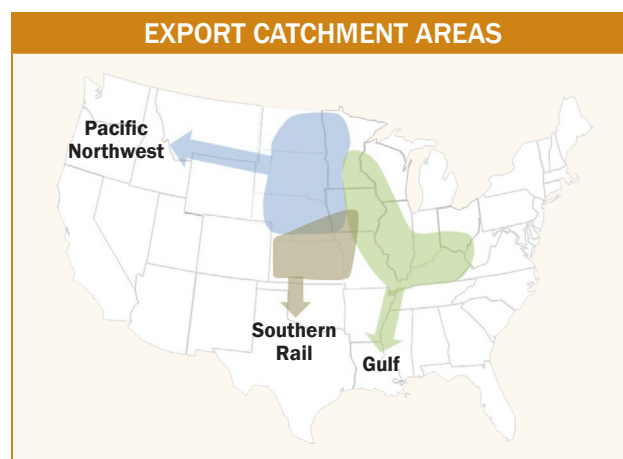 EXPORT CATCHMENT AREAS
Pacific
Northwest
Southern
Rail
Gulf